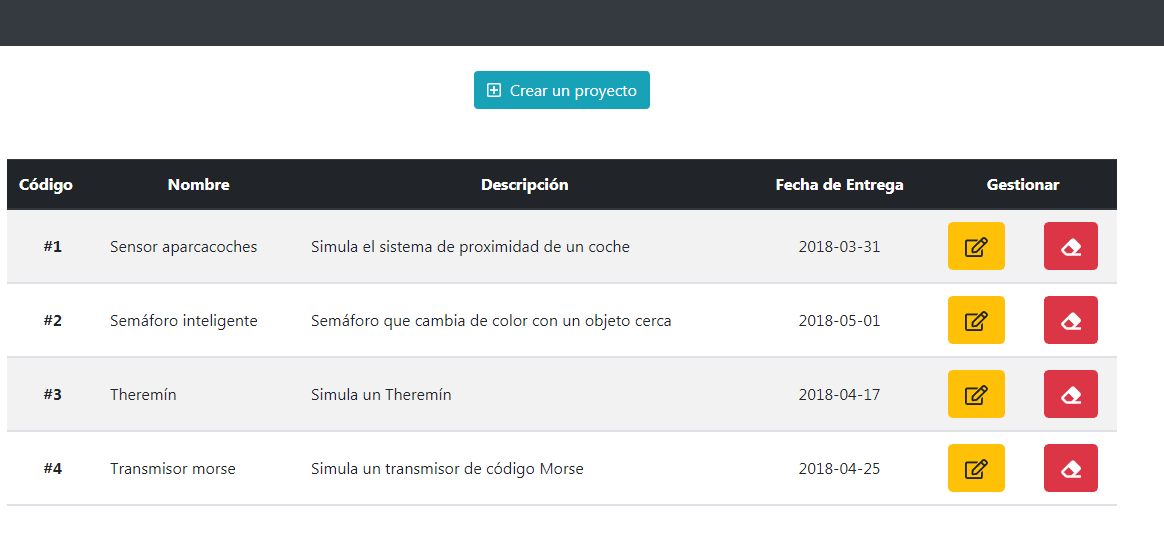 Crear un proyecto
Código Nombre Descripción Fecha de Entrega Gestionar
#1 Sensor aparcacoches Simula el sistema de proximidad de un coche 2018-03-31
#2 Semáforo inteligente Semáforo que cambia de color con un objeto cerca 2018-05-01
#3 Theremín Simula un Theremín 2018-04-17
#4 Transmisor morse Simula un transmisor de código Morse 2018-04-25